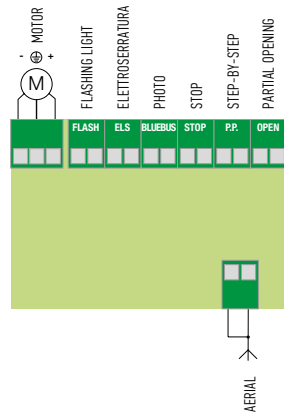 MOTOR
- +
M
FLASHING LIGHT
ELETTROSERRATURA
PHOTO
STOP
STEP-BY-STEP
PARTIAL OPENING
FLASH
ELS
BLUEBUS
STOP
P.P.
OPEN
AERIAL